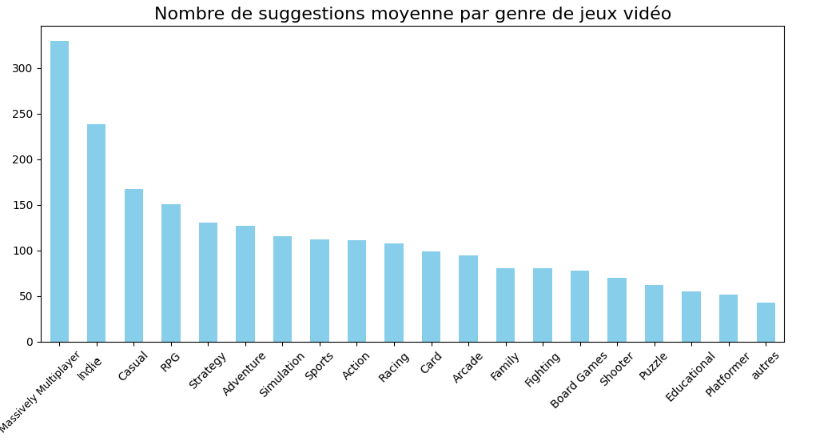 Nombre de suggestions moyenne par genre de jeux vidéo
300
250
200
150
100
50
0
Massively Multiplayer
Indie
Casual
RPG
Strategy
Adventure
Simulation
Sports
Action
Racing
Card
Arcade
Family
Fighting
Board Games
Shooter
Puzzle
Educational
Platformer
autres